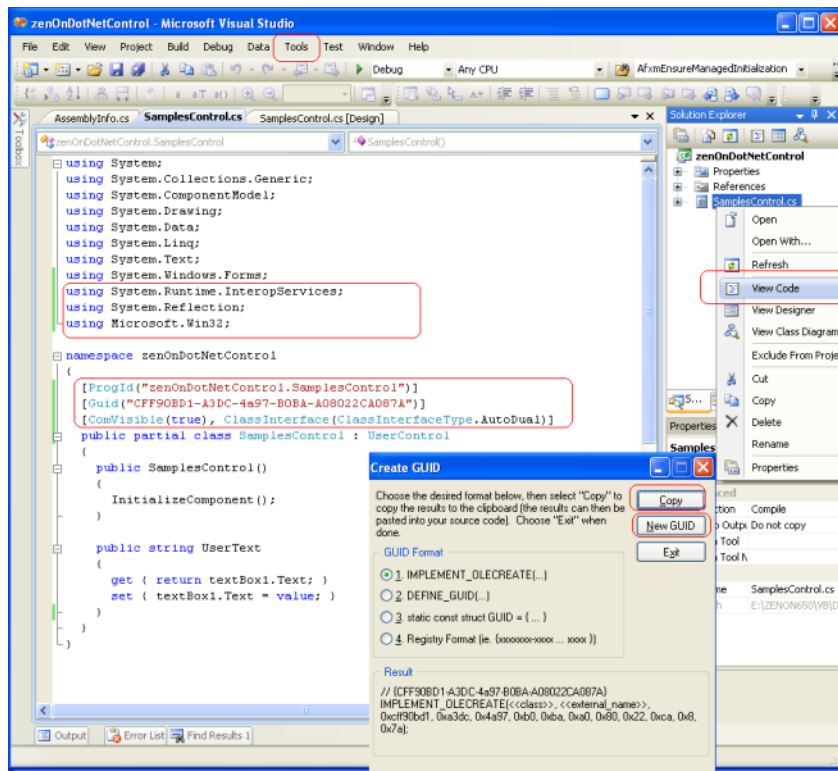 zenOnDotNetControl - Microsoft Visual Studio
File Edit View Project Build Debug Data Tools Test Window Help
Debug Any CPU AfxmEnsureManagedInitialization
AssemblyInfo.cs SamplesControl.cs SamplesControl.cs [Design]
Toolbox
zenOnDotNetControl.SamplesControl SamplesControl()
using System;
using System.Collections.Generic;
using System.ComponentModel;
using System.Drawing;
using System.Data;
using System.Linq;
using System.Text;
using System.Windows.Forms;
using System.Runtime.InteropServices;
using System.Reflection;
using Microsoft.Win32;
namespace zenOnDotNetControl
{
[ProgId("zenOnDotNetControl.SamplesControl")]
[Guid("CFF90BD1-A3DC-4a97-B0BA-A08022CA087A")]
[ComVisible(true), ClassInterface(ClassInterfaceType.AutoDual)]
public partial class SamplesControl : UserControl
{
public SamplesControl()
{
InitializeComponent();
}
public string UserText
{
get { return textBox1.Text; }
set { textBox1.Text = value; }
}
}
}
Output Error List Find Results 1
Solution Explorer
zenOnDotNetControl
Properties
References
SamplesControl.cs
Open
Open With...
Refresh
View Code
View Designer
View Class Diagram
Exclude From Proje
Cut
Copy
Delete
Rename
Properties
S...
Properties
Samples
ced
ction Compile
Outpu Do not copy
Tool
Tool N
me SamplesControl.cs
h E:\ZENON650\VB\D
Create GUID
Choose the desired format below, then select "Copy" to
copy the results to the clipboard (the results can then be
pasted into your source code). Choose "Exit" when
done.
Copy
New GUID
Exit
GUID Format
1. IMPLEMENT_OLECREATE(...)
2. DEFINE_GUID(...)
3. static const struct GUID = { ... }
4. Registry Format (ie. {xxxxxxxx-xxxx ... xxxx })
Result
// {CFF90BD1-A3DC-4a97-B0BA-A08022CA087A}
IMPLEMENT_OLECREATE(<<class>>, <<external_name>>,
0xcff90bd1, 0xa3dc, 0x4a97, 0xb0, 0xba, 0xa0, 0x80, 0x22, 0xca, 0x8,
0x7a);